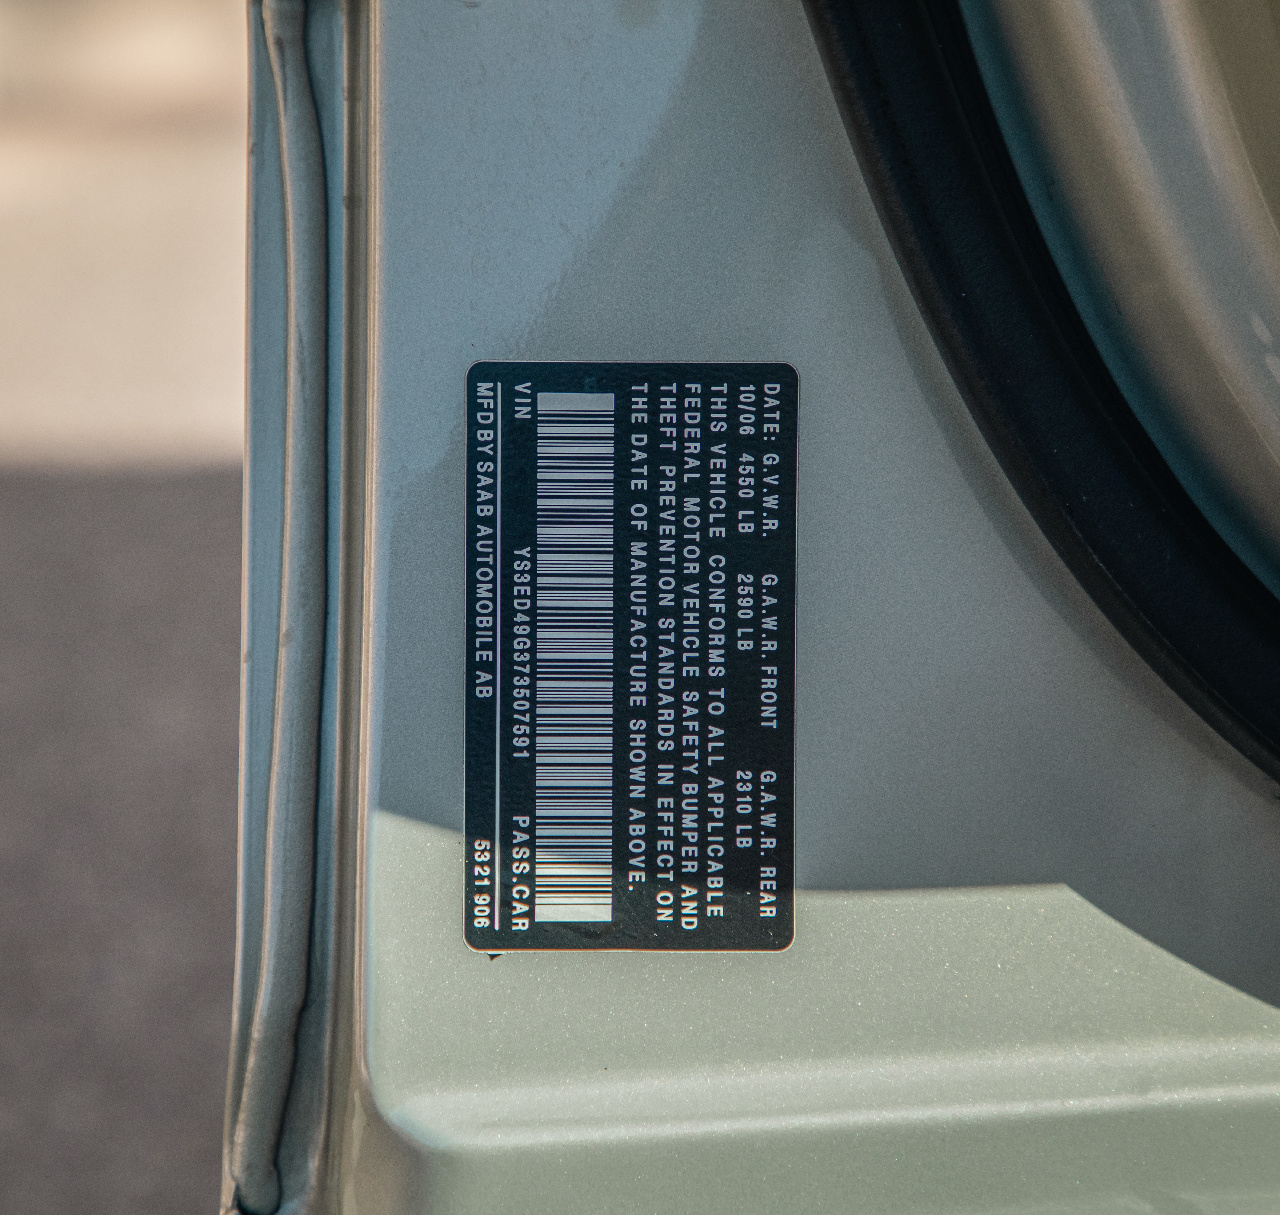 DATE: G.V.W.R. G.A.W.R. FRONT G.A.W.R. REAR
10/06 4550 LB 2590 LB 2310 LB
THIS VEHICLE CONFORMS TO ALL APPLICABLE
FEDERAL MOTOR VEHICLE SAFETY BUMPER AND
THEFT PREVENTION STANDARDS IN EFFECT ON
THE DATE OF MANUFACTURE SHOWN ABOVE.
VIN YS3ED49G373507591 PASS.CAR
MFD BY SAAB AUTOMOBILE AB 5321 906